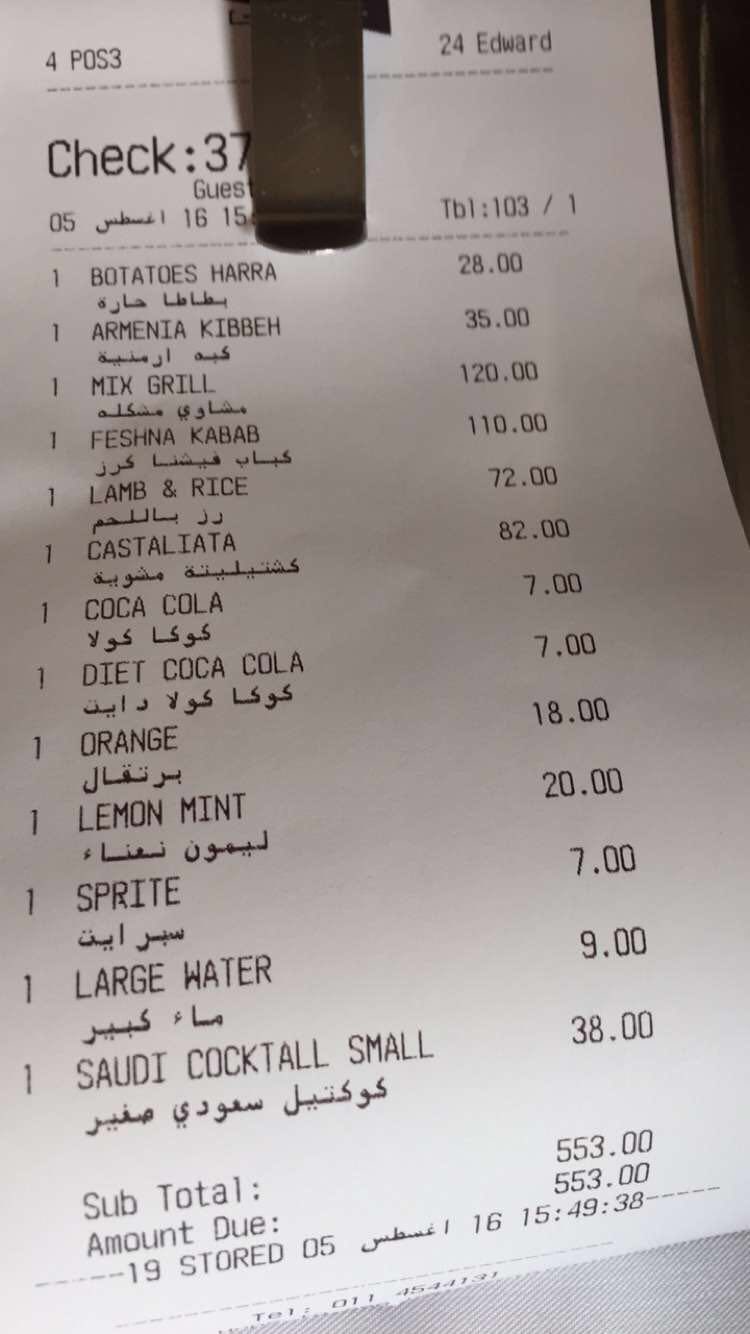 4 POS3 24 Edward
Check:37
Guest
05 اغسطس 16 15: Tbl:103 / 1
1 BOTATOES HARRA 28.00
بطاطا حارة
1 ARMENIA KIBBEH 35.00
كبه ارمنية
1 MIX GRILL 120.00
مشاوي مشكله
1 FESHNA KABAB 110.00
كباب فيشنا كرز
1 LAMB & RICE 72.00
رز باللحم
1 CASTALIATA 82.00
كشتيليتة مشوية
1 COCA COLA 7.00
كوكا كولا
1 DIET COCA COLA 7.00
كوكا كولا دايت
1 ORANGE 18.00
برتقال
1 LEMON MINT 20.00
ليمون نعناء
1 SPRITE 7.00
سبرايت
1 LARGE WATER 9.00
ماء كبير
1 SAUDI COCKTALL SMALL 38.00
كوكتيل سعودي صغير
Sub Total: 553.00
Amount Due: 553.00
------19 STORED 05 اغسطس 16 15:49:38------
Tel: 011 4544131